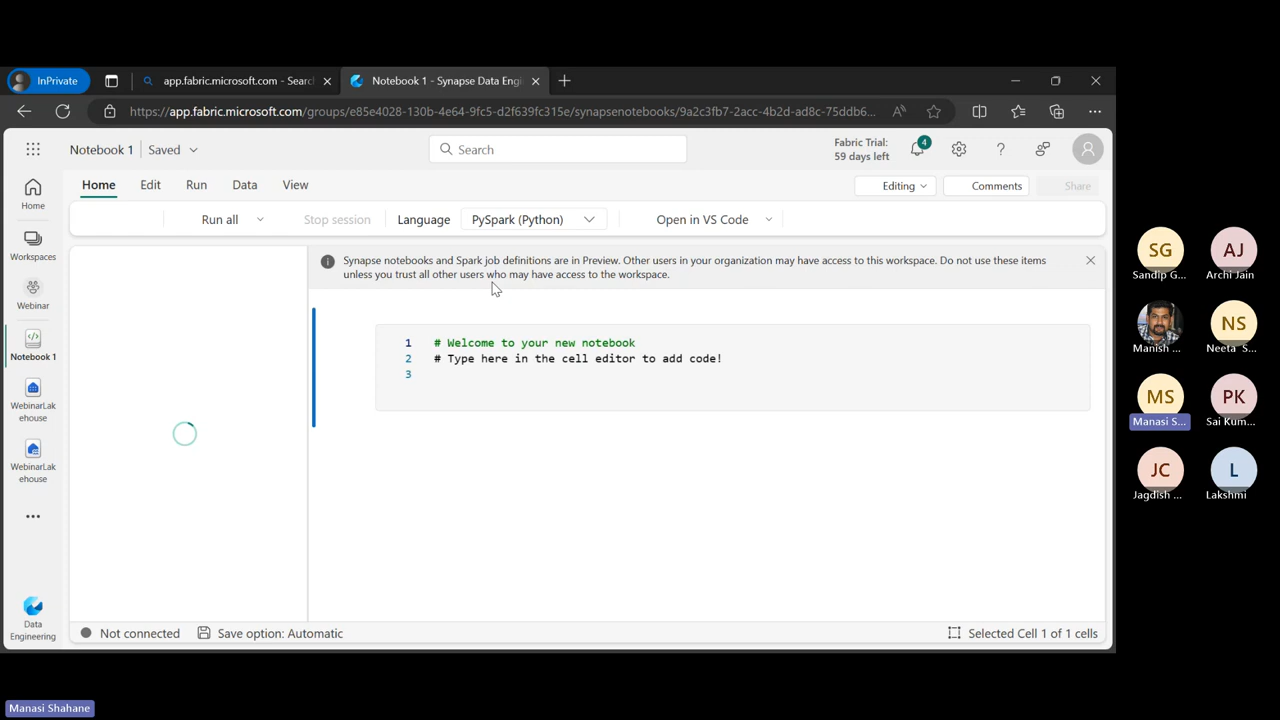 InPrivate
app.fabric.microsoft.com - Searc
Notebook 1 - Synapse Data Engi
https://app.fabric.microsoft.com/groups/e85e4028-130b-4e64-9fc5-d2f639fc315e/synapsenotebooks/9a2c3fb7-2acc-4b2d-ad8c-75ddb6...
Notebook 1 | Saved
Search
Fabric Trial:
59 days left
4
Home Edit Run Data View
Editing
Comments
Share
Run all
Stop session
Language
PySpark (Python)
Open in VS Code
Home
Workspaces
Webinar
Notebook 1
WebinarLak
ehouse
WebinarLak
ehouse
Data
Engineering
Synapse notebooks and Spark job definitions are in Preview. Other users in your organization may have access to this workspace. Do not use these items
unless you trust all other users who may have access to the workspace.
1 # Welcome to your new notebook
2 # Type here in the cell editor to add code!
3
Not connected
Save option: Automatic
Selected Cell 1 of 1 cells
SG
Sandip G...
AJ
Archi Jain
Manish ...
NS
Neeta S...
MS
Manasi S...
PK
Sai Kum...
JC
Jagdish ...
L
Lakshmi
Manasi Shahane